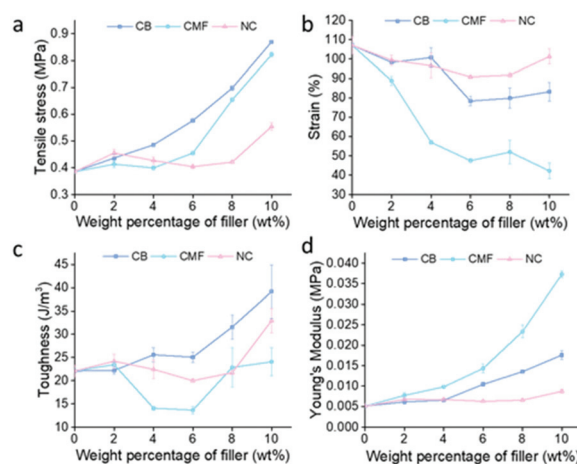 a
CB CMF NC
Tensile stress (MPa)
0.9
0.8
0.7
0.6
0.5
0.4
0.3
0 2 4 6 8 10
Weight percentage of filler (wt%)
b
CB CMF NC
Strain (%)
120
110
100
90
80
70
60
50
40
30
0 2 4 6 8 10
Weight percentage of filler (wt%)
c
CB CMF NC
Toughness (J/m³)
45
40
35
30
25
20
15
10
0 2 4 6 8 10
Weight percentage of filler (wt%)
d
CB CMF NC
Young's Modulus (MPa)
0.040
0.035
0.030
0.025
0.020
0.015
0.010
0.005
0.000
0 2 4 6 8 10
Weight percentage of filler (wt%)